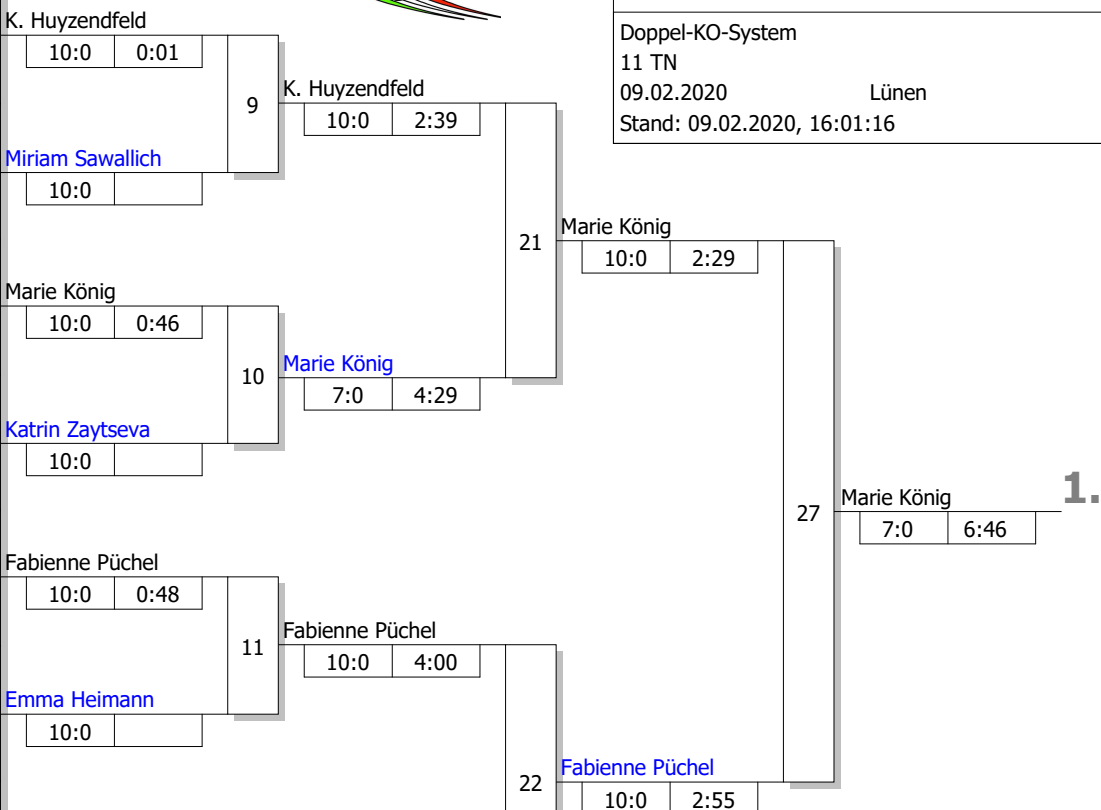 K. Huyzendfeld
10:0 0:01
9
Miriam Sawallich
10:0
K. Huyzendfeld
10:0 2:39
Doppel-KO-System
11 TN
09.02.2020 Lünen
Stand: 09.02.2020, 16:01:16
Marie König
10:0 0:46
10
Katrin Zaytseva
10:0
Marie König
7:0 4:29
21
Marie König
10:0 2:29
Fabienne Püchel
10:0 0:48
11
Emma Heimann
10:0
Fabienne Püchel
10:0 4:00
22
Fabienne Püchel
10:0 2:55
27
Marie König
7:0 6:46
1.